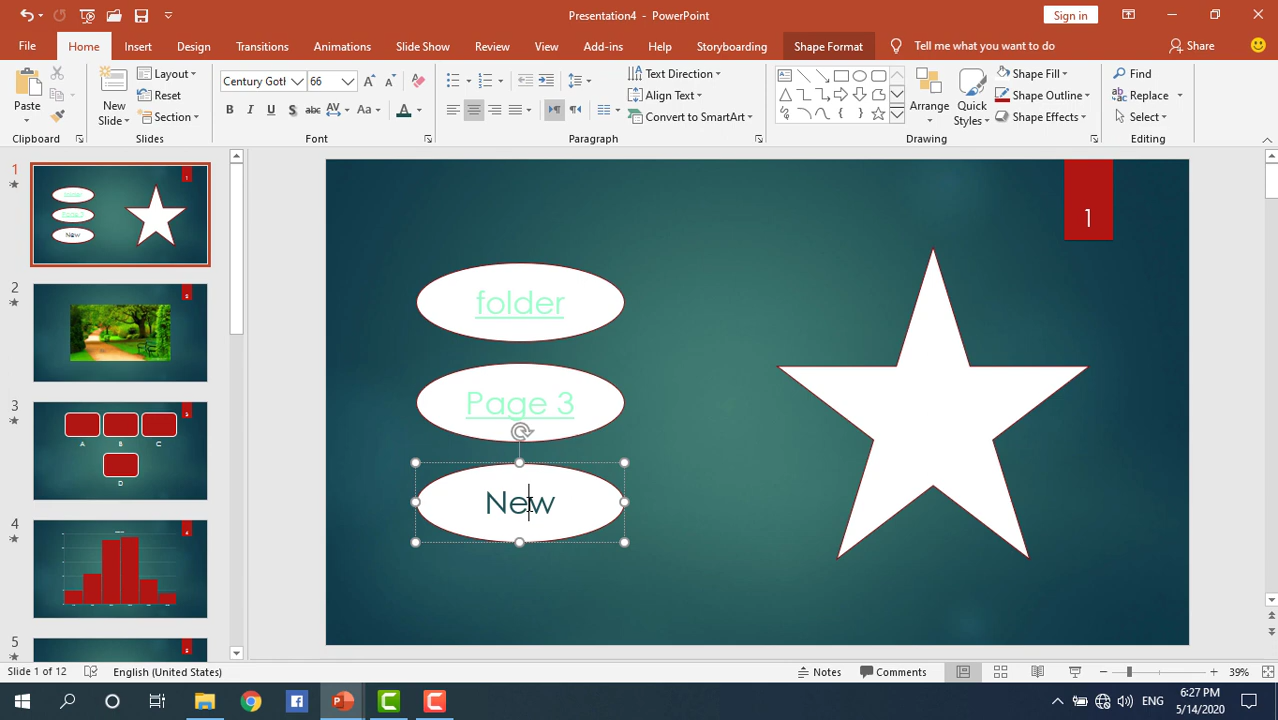 Presentation4 - PowerPoint
Sign in
File
Home
Insert
Design
Transitions
Animations
Slide Show
Review
View
Add-ins
Help
Storyboarding
Shape Format
Tell me what you want to do
Share
Paste
Clipboard
New
Slide
Layout
Reset
Section
Slides
Century Goth
66
B I U S abc AV Aa A
Font
Text Direction
Align Text
Convert to SmartArt
Paragraph
Arrange
Quick
Styles
Shape Fill
Shape Outline
Shape Effects
Drawing
Find
Replace
Select
Editing
1
2
3
A B C
D
4
5
1
folder
Page 3
New
Slide 1 of 12
English (United States)
Notes
Comments
39%
ENG
6:27 PM
5/14/2020